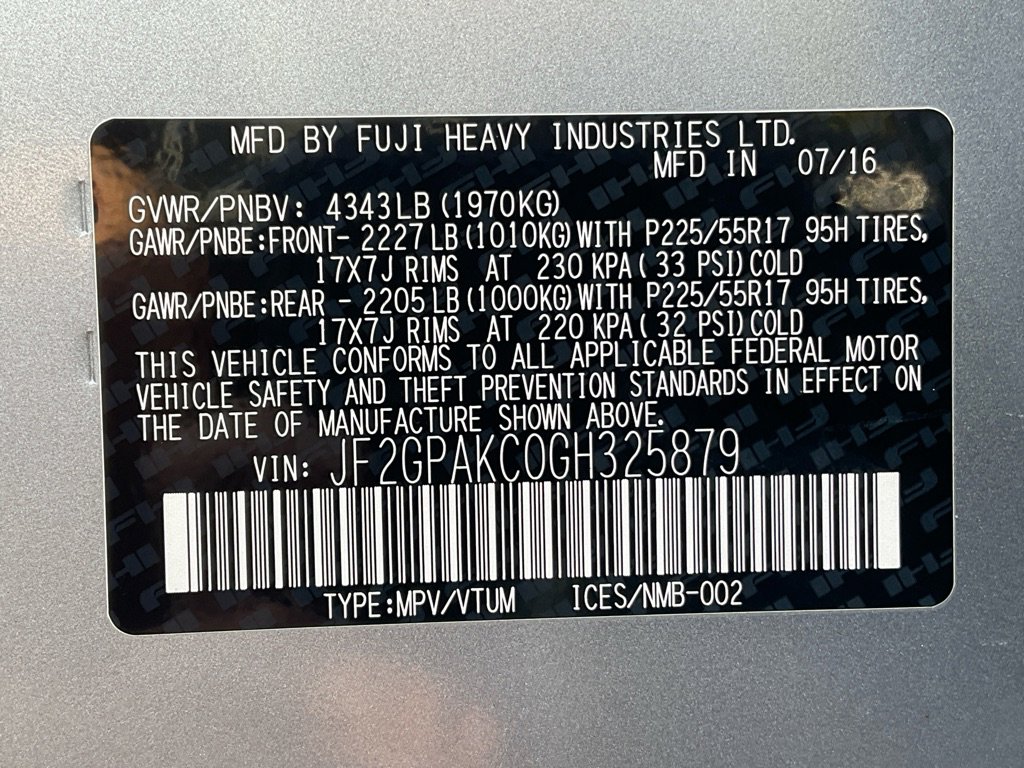 MFD BY FUJI HEAVY INDUSTRIES LTD.
MFD IN 07/16
GVWR/PNBV: 4343LB (1970KG)
GAWR/PNBE:FRONT- 2227 LB (1010KG) WITH P225/55R17 95H TIRES,
17X7J RIMS AT 230 KPA ( 33 PSI) COLD
GAWR/PNBE:REAR - 2205 LB (1000KG) WITH P225/55R17 95H TIRES,
17X7J RIMS AT 220 KPA ( 32 PSI) COLD
THIS VEHICLE CONFORMS TO ALL APPLICABLE FEDERAL MOTOR
VEHICLE SAFETY AND THEFT PREVENTION STANDARDS IN EFFECT ON
THE DATE OF MANUFACTURE SHOWN ABOVE.
VIN: JF2GPAKC0GH325879
TYPE:MPV/VTUM ICES/NMB-002